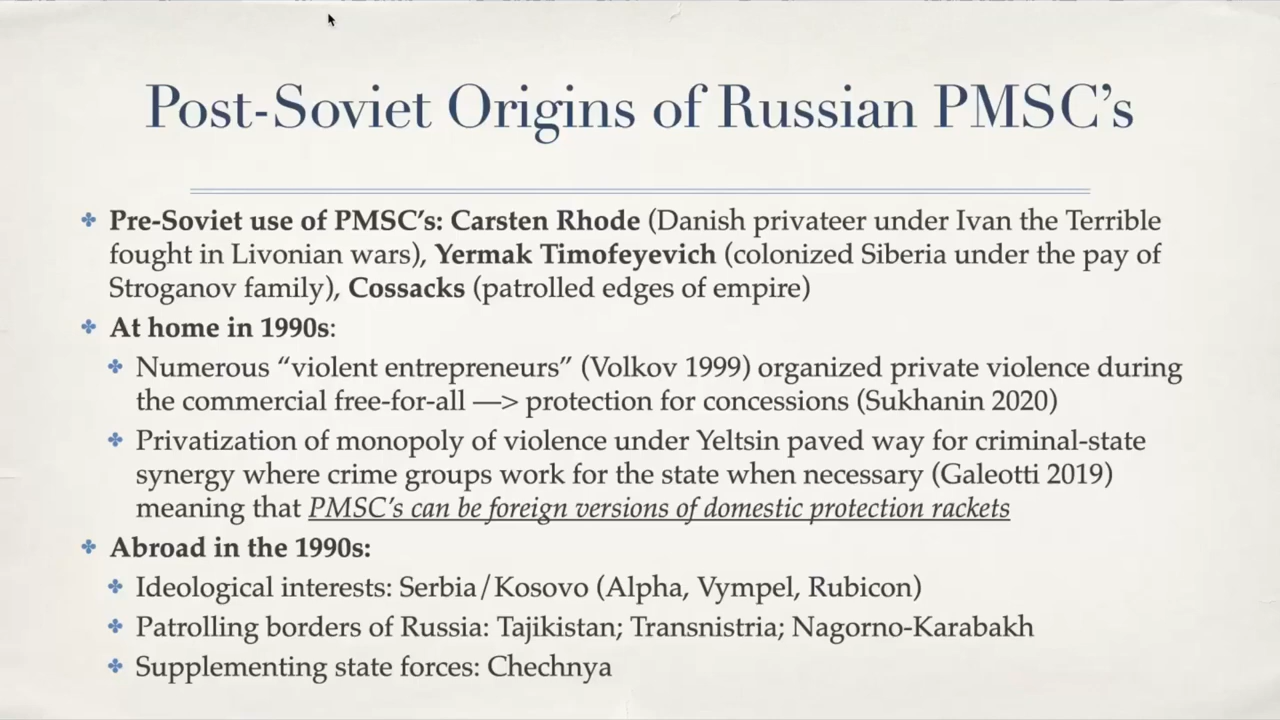 Post-Soviet Origins of Russian PMSC’s
Pre-Soviet use of PMSC’s: Carsten Rhode (Danish privateer under Ivan the Terrible
fought in Livonian wars), Yermak Timofeyevich (colonized Siberia under the pay of
Stroganov family), Cossacks (patrolled edges of empire)
At home in 1990s:
Numerous “violent entrepreneurs” (Volkov 1999) organized private violence during
the commercial free-for-all —> protection for concessions (Sukhanin 2020)
Privatization of monopoly of violence under Yeltsin paved way for criminal-state
synergy where crime groups work for the state when necessary (Galeotti 2019)
meaning that PMSC’s can be foreign versions of domestic protection rackets
Abroad in the 1990s:
Ideological interests: Serbia/Kosovo (Alpha, Vympel, Rubicon)
Patrolling borders of Russia: Tajikistan; Transnistria; Nagorno-Karabakh
Supplementing state forces: Chechnya